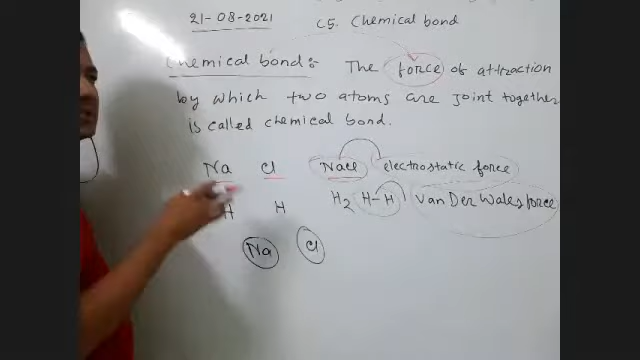 21-08-2021 C5. Chemical bond
Chemical bond:- The force of attraction
by which two atoms are joint together
is called chemical bond.
Na Cl NaCl electrostatic force
H H H2 H-H Van Der Wales force
Na Cl